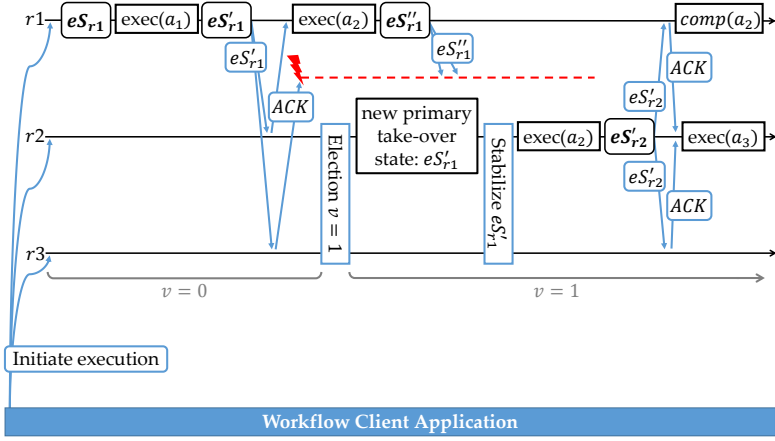 r1 eS_r1 exec(a₁) eS′_r1 exec(a₂) eS′′_r1 comp(a₂)
eS′_r1 eS′′_r1 ACK
ACK eS′_r2
new primary
take-over
state: eS′_r1
r2 exec(a₂) eS′_r2 exec(a₃)
Election v = 1
Stabilize eS′_r1
eS′_r2 ACK
r3
v = 0 v = 1
Initiate execution
Workflow Client Application